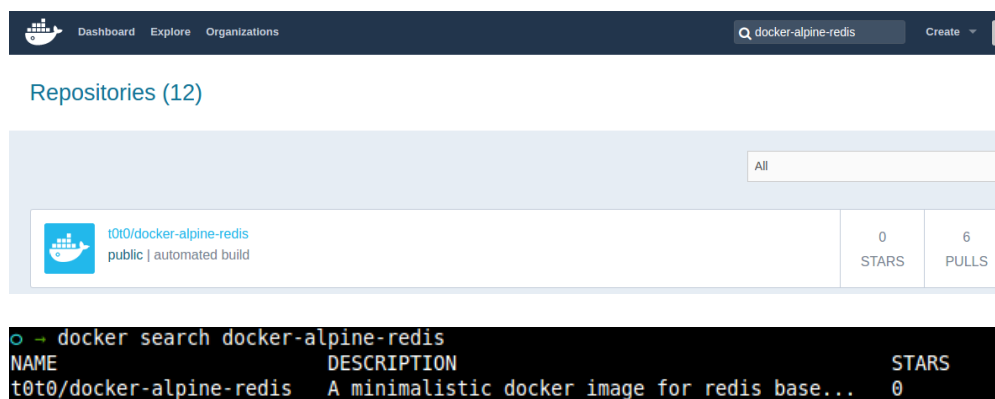 Dashboard Explore Organizations docker-alpine-redis Create
Repositories (12)
All
t0t0/docker-alpine-redis
public | automated build
0
STARS
6
PULLS
→ docker search docker-alpine-redis
NAME DESCRIPTION STARS
t0t0/docker-alpine-redis A minimalistic docker image for redis base... 0